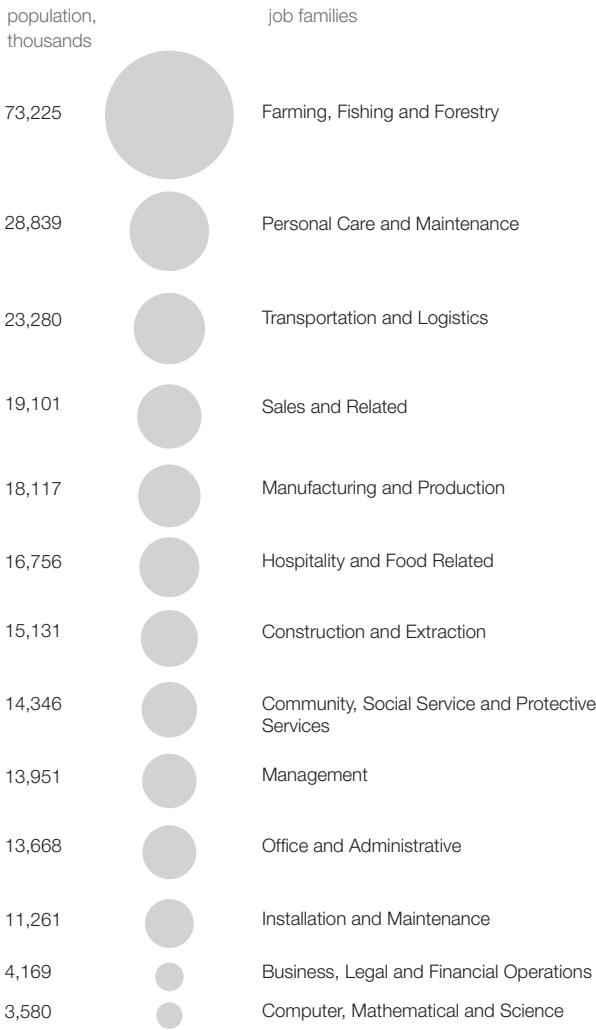 population,
thousands
job families
73,225 Farming, Fishing and Forestry
28,839 Personal Care and Maintenance
23,280 Transportation and Logistics
19,101 Sales and Related
18,117 Manufacturing and Production
16,756 Hospitality and Food Related
15,131 Construction and Extraction
14,346 Community, Social Service and Protective
Services
13,951 Management
13,668 Office and Administrative
11,261 Installation and Maintenance
4,169 Business, Legal and Financial Operations
3,580 Computer, Mathematical and Science